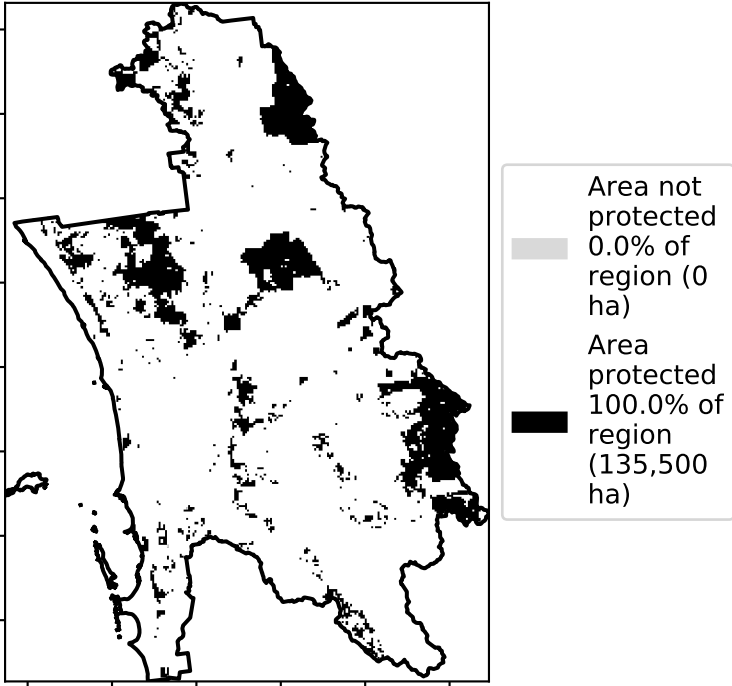 Area not
protected
0.0% of
region (0
ha)
Area
protected
100.0% of
region
(135,500
ha)